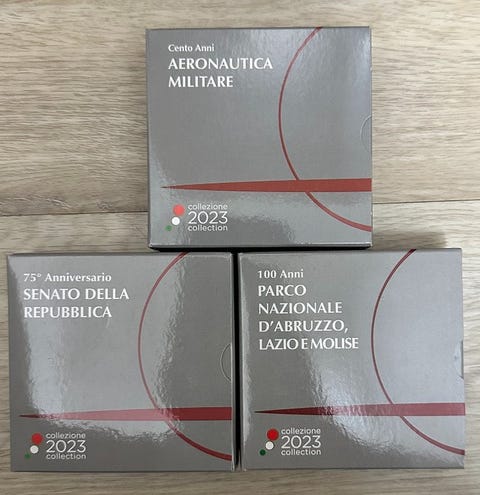 Cento Anni
AERONAUTICA
MILITARE
collezione
2023
collection
75° Anniversario
SENATO DELLA
REPUBBLICA
collezione
2023
collection
100 Anni
PARCO
NAZIONALE
D'ABRUZZO,
LAZIO E MOLISE
collezione
2023
collection